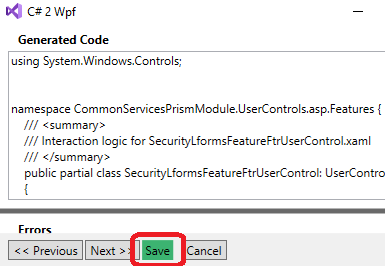 C# 2 Wpf
Generated Code
using System.Windows.Controls;
namespace CommonServicesPrismModule.UserControls.asp.Features {
/// <summary>
/// Interaction logic for SecurityLformsFeatureFtrUserControl.xaml
/// </summary>
public partial class SecurityLformsFeatureFtrUserControl: UserContro
{
Errors
<< Previous Next >> Save Cancel